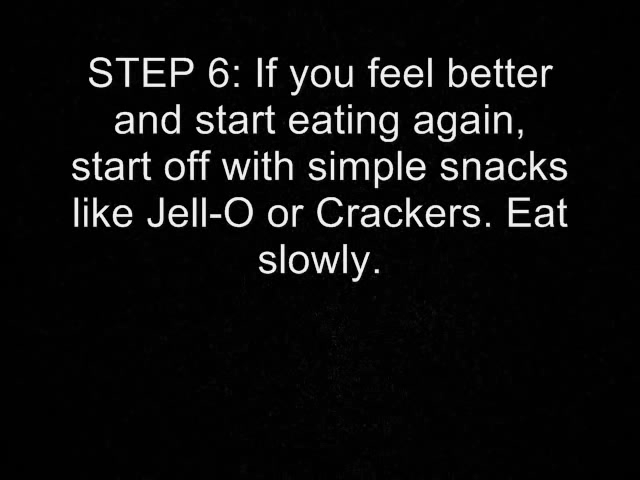 STEP 6: If you feel better
and start eating again,
start off with simple snacks
like Jell-O or Crackers. Eat
slowly.